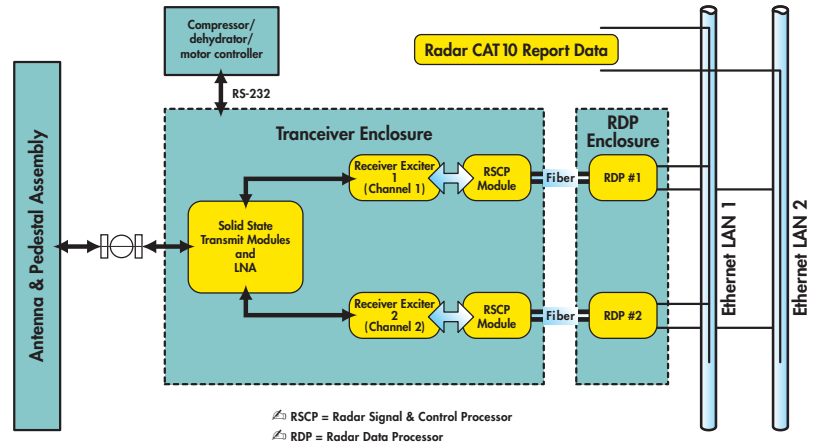 Compressor/
dehydrator/
motor controller
Radar CAT10 Report Data
RS-232
Antenna & Pedestal Assembly
Tranceiver Enclosure
RDP
Enclosure
Receiver Exciter
1
(Channel 1)
RSCP
Module
Fiber
RDP #1
Solid State
Transmit Modules
and
LNA
Receiver Exciter
2
(Channel 2)
RSCP
Module
Fiber
RDP #2
Ethernet LAN 1
Ethernet LAN 2
✍ RSCP = Radar Signal & Control Processor
✍ RDP = Radar Data Processor